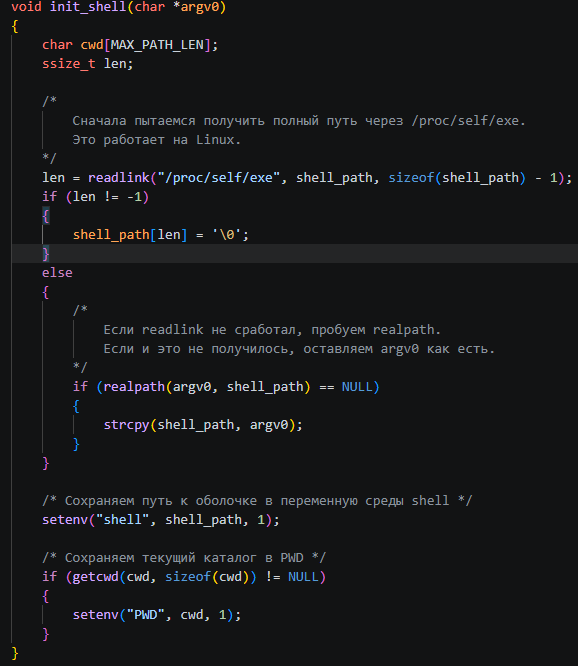 void init_shell(char *argv0)
{
    char cwd[MAX_PATH_LEN];
    ssize_t len;

    /*
        Сначала пытаемся получить полный путь через /proc/self/exe.
        Это работает на Linux.
    */
    len = readlink("/proc/self/exe", shell_path, sizeof(shell_path) - 1);
    if (len != -1)
    {
        shell_path[len] = '\0';
    }
    else
    {
        /*
            Если readlink не сработал, пробуем realpath.
            Если и это не получилось, оставляем argv0 как есть.
        */
        if (realpath(argv0, shell_path) == NULL)
        {
            strcpy(shell_path, argv0);
        }
    }

    /* Сохраняем путь к оболочке в переменную среды shell */
    setenv("shell", shell_path, 1);

    /* Сохраняем текущий каталог в PWD */
    if (getcwd(cwd, sizeof(cwd)) != NULL)
    {
        setenv("PWD", cwd, 1);
    }
}